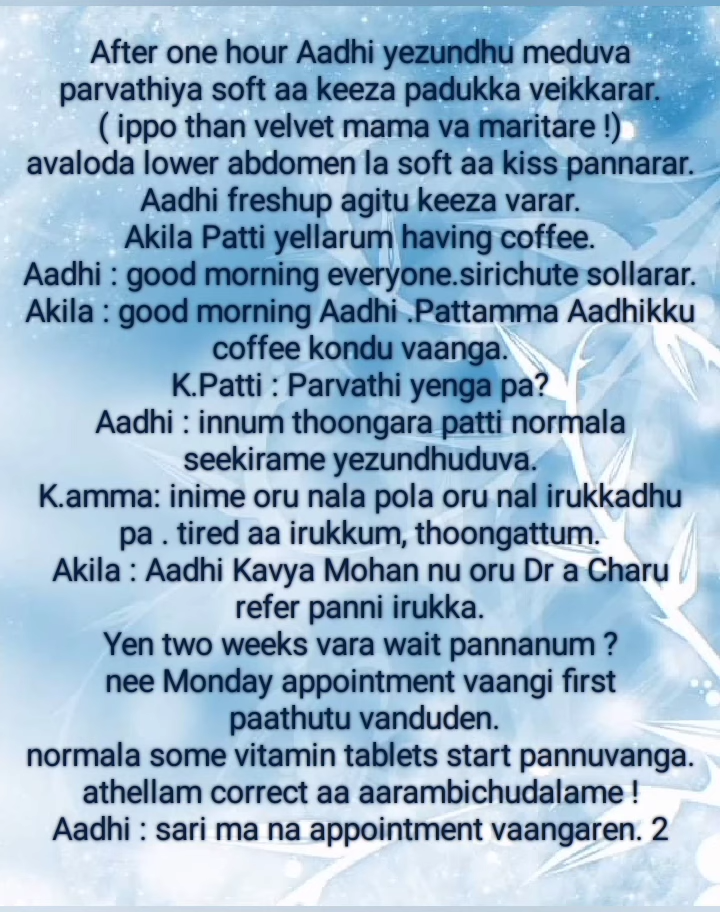 After one hour Aadhi yezundhu meduva
parvathiya soft aa keeza padukka veikkarar.
( ippo than velvet mama va maritare !)
avaloda lower abdomen la soft aa kiss pannarar.
Aadhi freshup agitu keeza varar.
Akila Patti yellarum having coffee.
Aadhi : good morning everyone.sirichute sollarar.
Akila : good morning Aadhi .Pattamma Aadhikku
coffee kondu vaanga.
K.Patti : Parvathi yenga pa?
Aadhi : innum thoongara patti normala
seekirame yezundhuduva.
K.amma: inime oru nala pola oru nal irukkadhu
pa . tired aa irukkum, thoongattum.
Akila : Aadhi Kavya Mohan nu oru Dr a Charu
refer panni irukka.
Yen two weeks vara wait pannanum ?
nee Monday appointment vaangi first
paathutu vanduden.
normala some vitamin tablets start pannuvanga.
athellam correct aa aarambichudalame !
Aadhi : sari ma na appointment vaangaren. 2